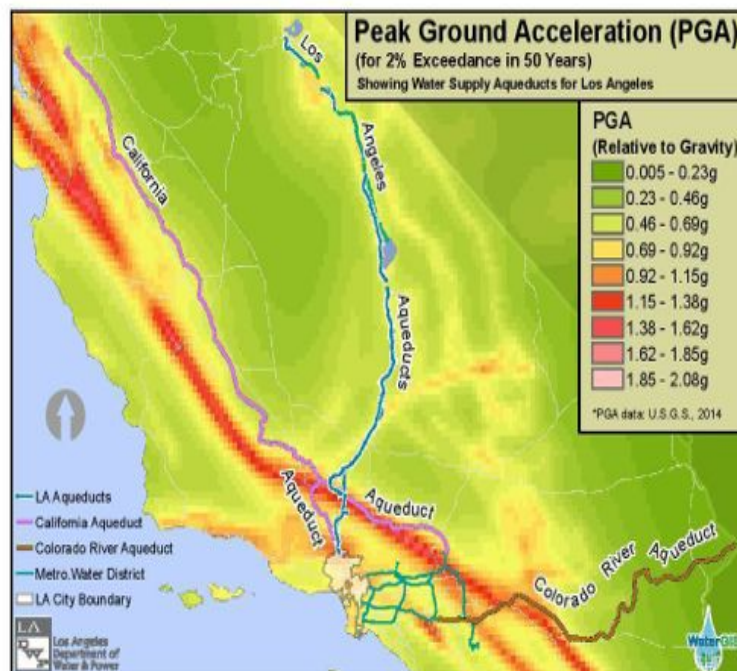 Peak Ground Acceleration (PGA)
(for 2% Exceedance in 50 Years)
Showing Water Supply Aqueducts for Los Angeles
PGA
(Relative to Gravity)
0.005 - 0.23g
0.23 - 0.46g
0.46 - 0.69g
0.69 - 0.92g
0.92 - 1.15g
1.15 - 1.38g
1.38 - 1.62g
1.62 - 1.85g
1.85 - 2.08g
*PGA data: U.S.G.S., 2014
Los
Angeles
Aqueducts
California
Aqueduct
Aqueduct
Colorado River Aqueduct
LA Aqueducts
California Aqueduct
Colorado River Aqueduct
Metro.Water District
LA City Boundary
LA
Los Angeles
Department of
Water & Power